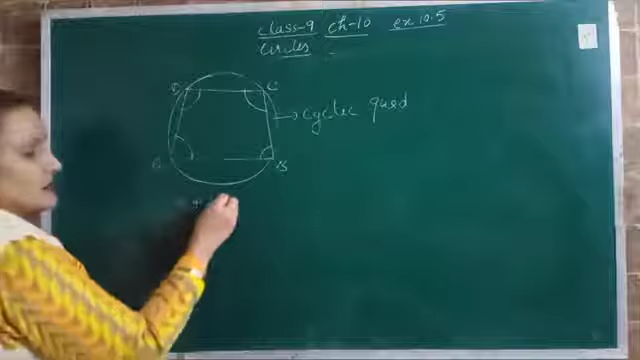 class-9 Ch-10 ex 10.5
Circles
D C
cyclic quad
B